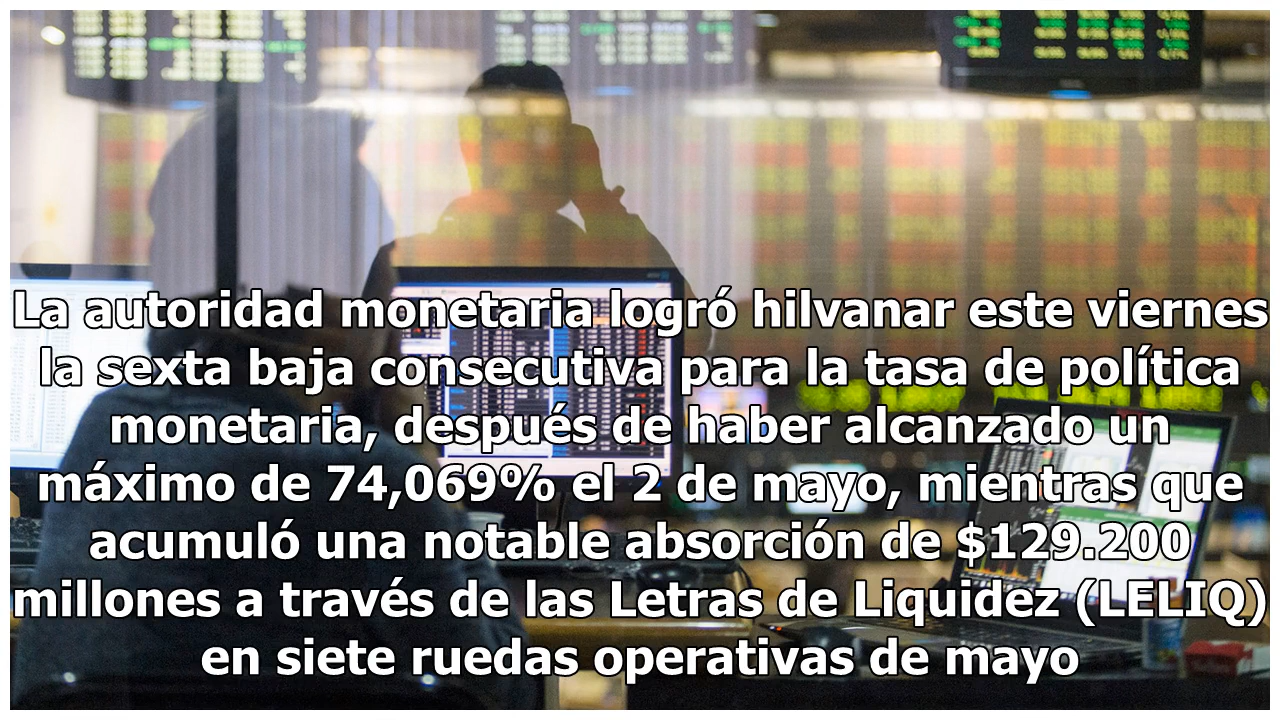 La autoridad monetaria logró hilvanar este viernes
la sexta baja consecutiva para la tasa de política
monetaria, después de haber alcanzado un
máximo de 74,069% el 2 de mayo, mientras que
acumuló una notable absorción de $129.200
millones a través de las Letras de Liquidez (LELIQ)
en siete ruedas operativas de mayo